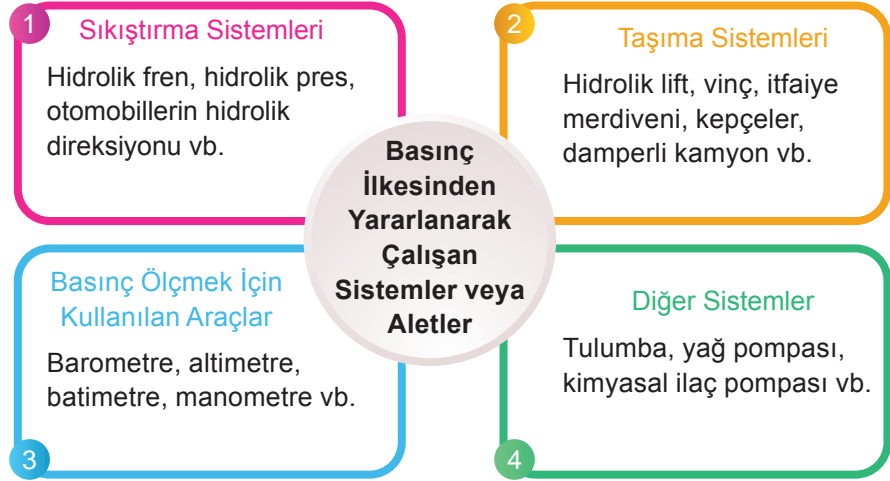 1
Sıkıştırma Sistemleri
Hidrolik fren, hidrolik pres,
otomobillerin hidrolik
direksiyonu vb.
2
Taşıma Sistemleri
Hidrolik lift, vinç, itfaiye
merdiveni, kepçeler,
damperli kamyon vb.
Basınç
İlkesinden
Yararlanarak
Çalışan
Sistemler veya
Aletler
Basınç Ölçmek İçin
Kullanılan Araçlar
Barometre, altimetre,
batimetre, manometre vb.
3
Diğer Sistemler
Tulumba, yağ pompası,
kimyasal ilaç pompası vb.
4